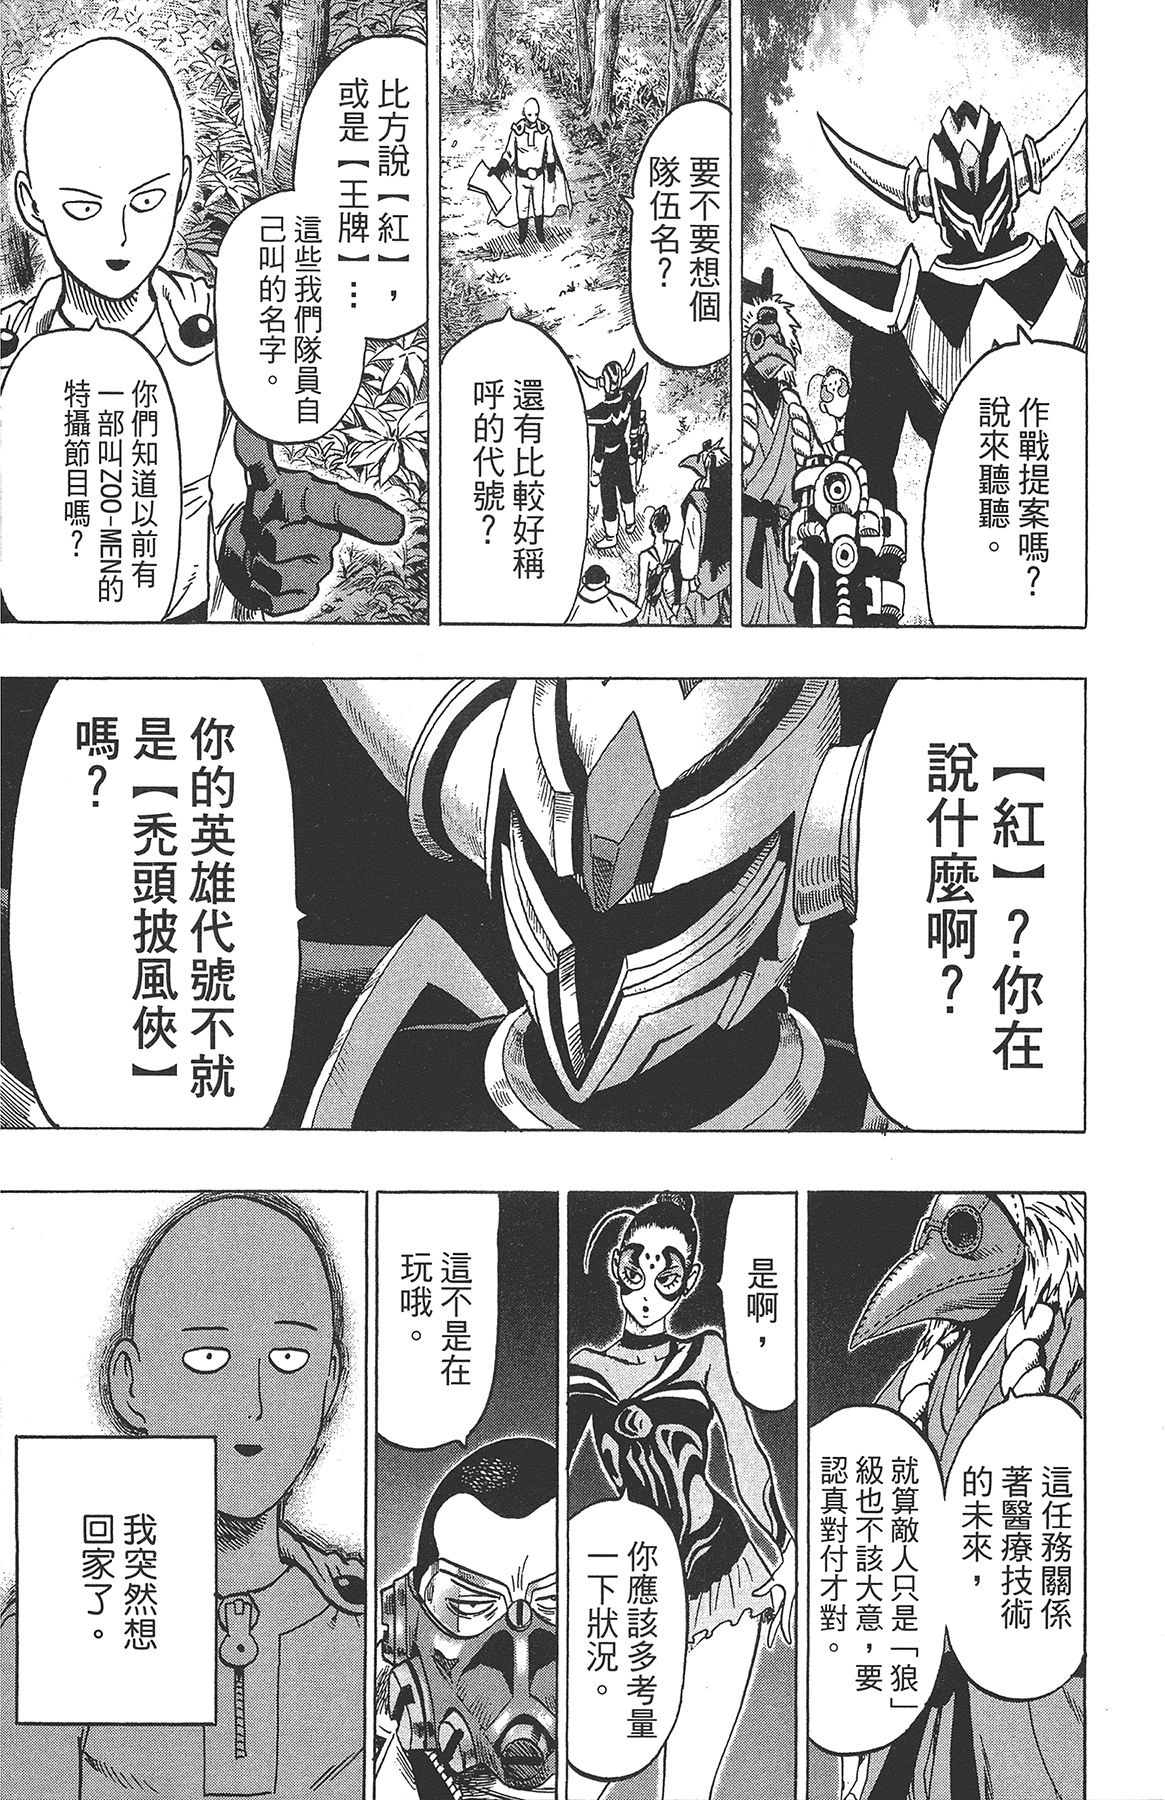 作戰提案嗎？
說來聽聽。
要不要想個
隊伍名？
還有比較好稱
呼的代號？
比方說【紅】，
或是【王牌】…
這些我們隊員自
己叫的名字。
你們知道以前有
一部叫ZOO-MEN的
特攝節目嗎？
【紅】？你在
說什麼啊？
你的英雄代號不就
是【禿頭披風俠】
嗎？
這任務關係
著醫療技術
的未來，
就算敵人只是「狼」
級也不該大意，要
認真對付才對。
是啊，
你應該多考量
一下狀況。
這不是在
玩哦。
我突然想
回家了。